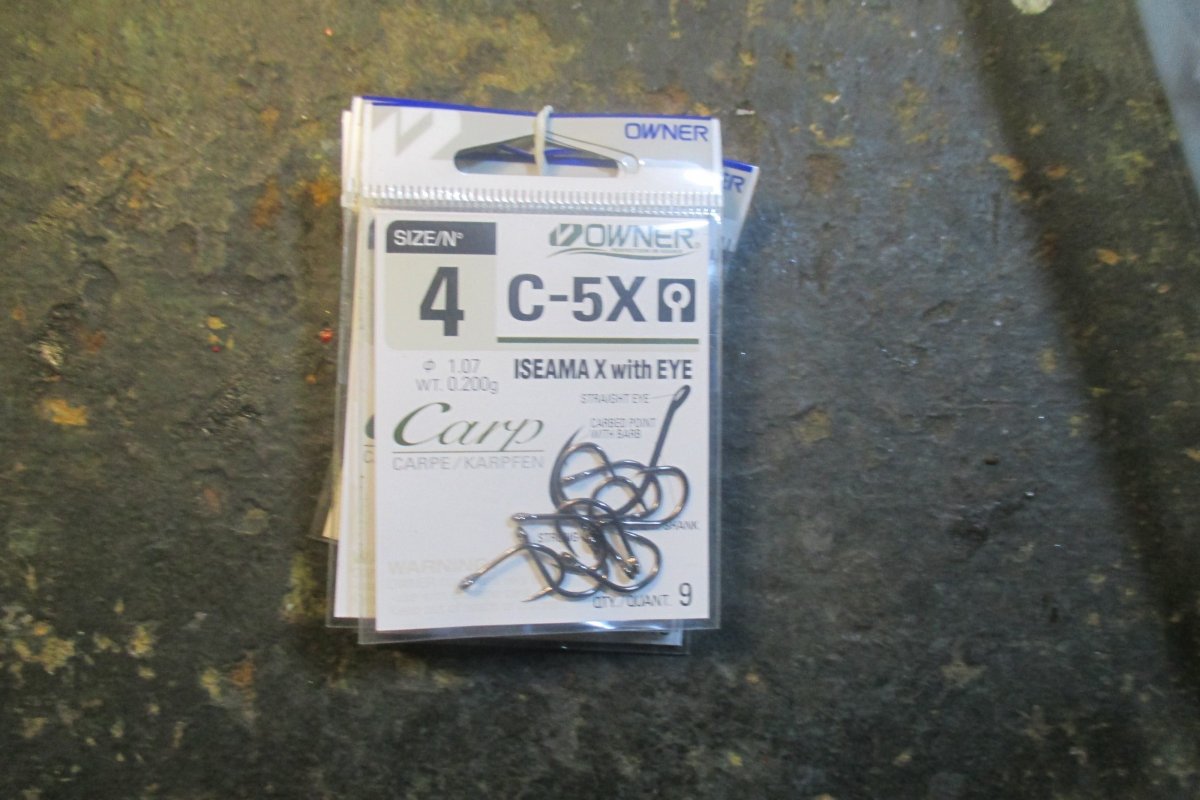 OWNER
SIZE/N°
4
OWNER
C-5X
ISEAMA X with EYE
Φ 1.07
WT. 0.200g
STRAIGHT EYE
CARBED POINT
WITH BARB
Carp
CARPE/KARPFEN
SHANK
STRONG
WARNING
QTY./QUANT. 9